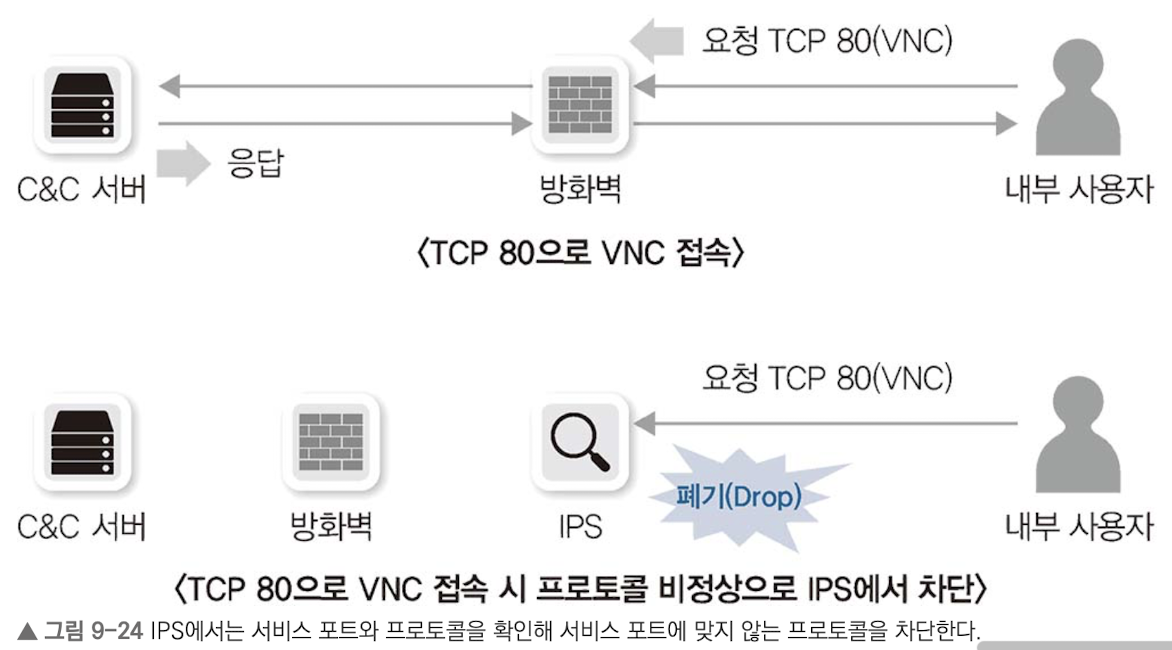 요청 TCP 80(VNC)
응답
C&C 서버 방화벽 내부 사용자
〈TCP 80으로 VNC 접속〉
요청 TCP 80(VNC)
폐기(Drop)
C&C 서버 방화벽 IPS 내부 사용자
〈TCP 80으로 VNC 접속 시 프로토콜 비정상으로 IPS에서 차단〉
▲ 그림 9-24 IPS에서는 서비스 포트와 프로토콜을 확인해 서비스 포트에 맞지 않는 프로토콜을 차단한다.